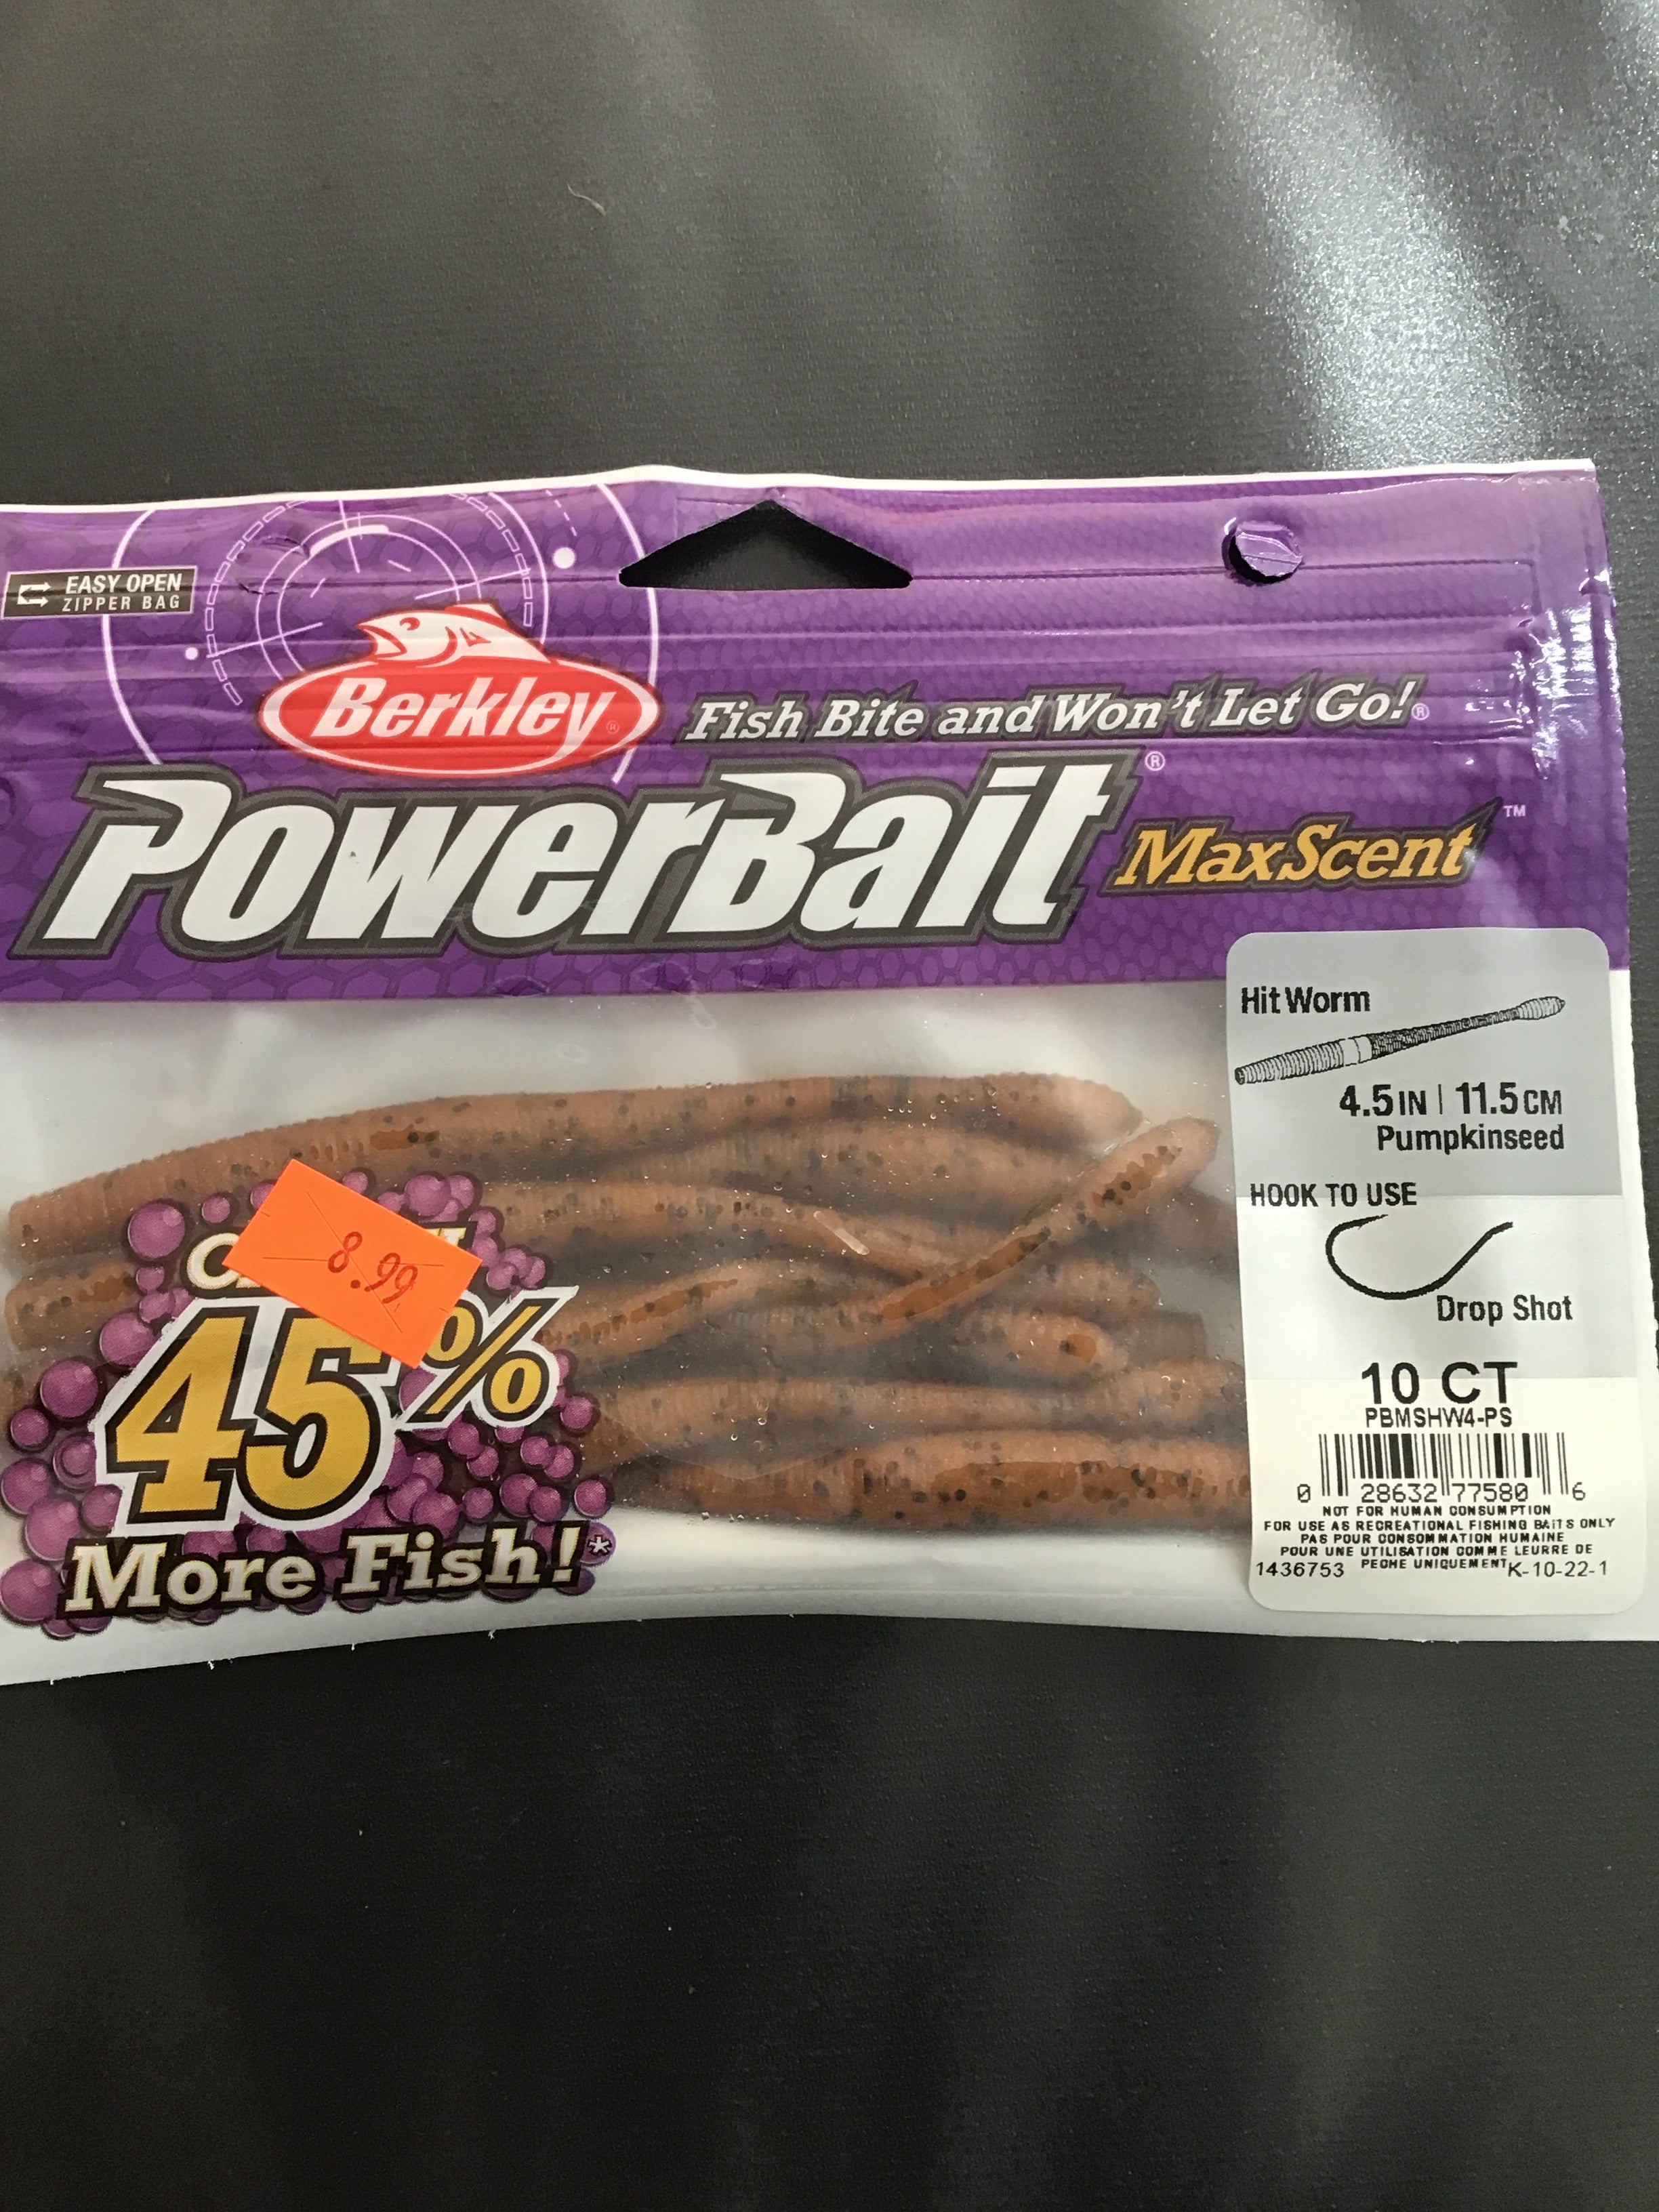 EASY OPEN
ZIPPER BAG
Berkley®
Fish Bite and Won't Let Go!®
PowerBait®
MaxScent™
Hit Worm
4.5IN | 11.5CM
Pumpkinseed
HOOK TO USE
Drop Shot
8.99
45%
More Fish!*
10 CT
PBMSHW4-PS
0 28632 77580 6
NOT FOR HUMAN CONSUMPTION
FOR USE AS RECREATIONAL FISHING BAITS ONLY
PAS POUR CONSOMMATION HUMAINE
POUR UNE UTILISATION COMME LEURRE DE
1436753 PECHE UNIQUEMENT K-10-22-1